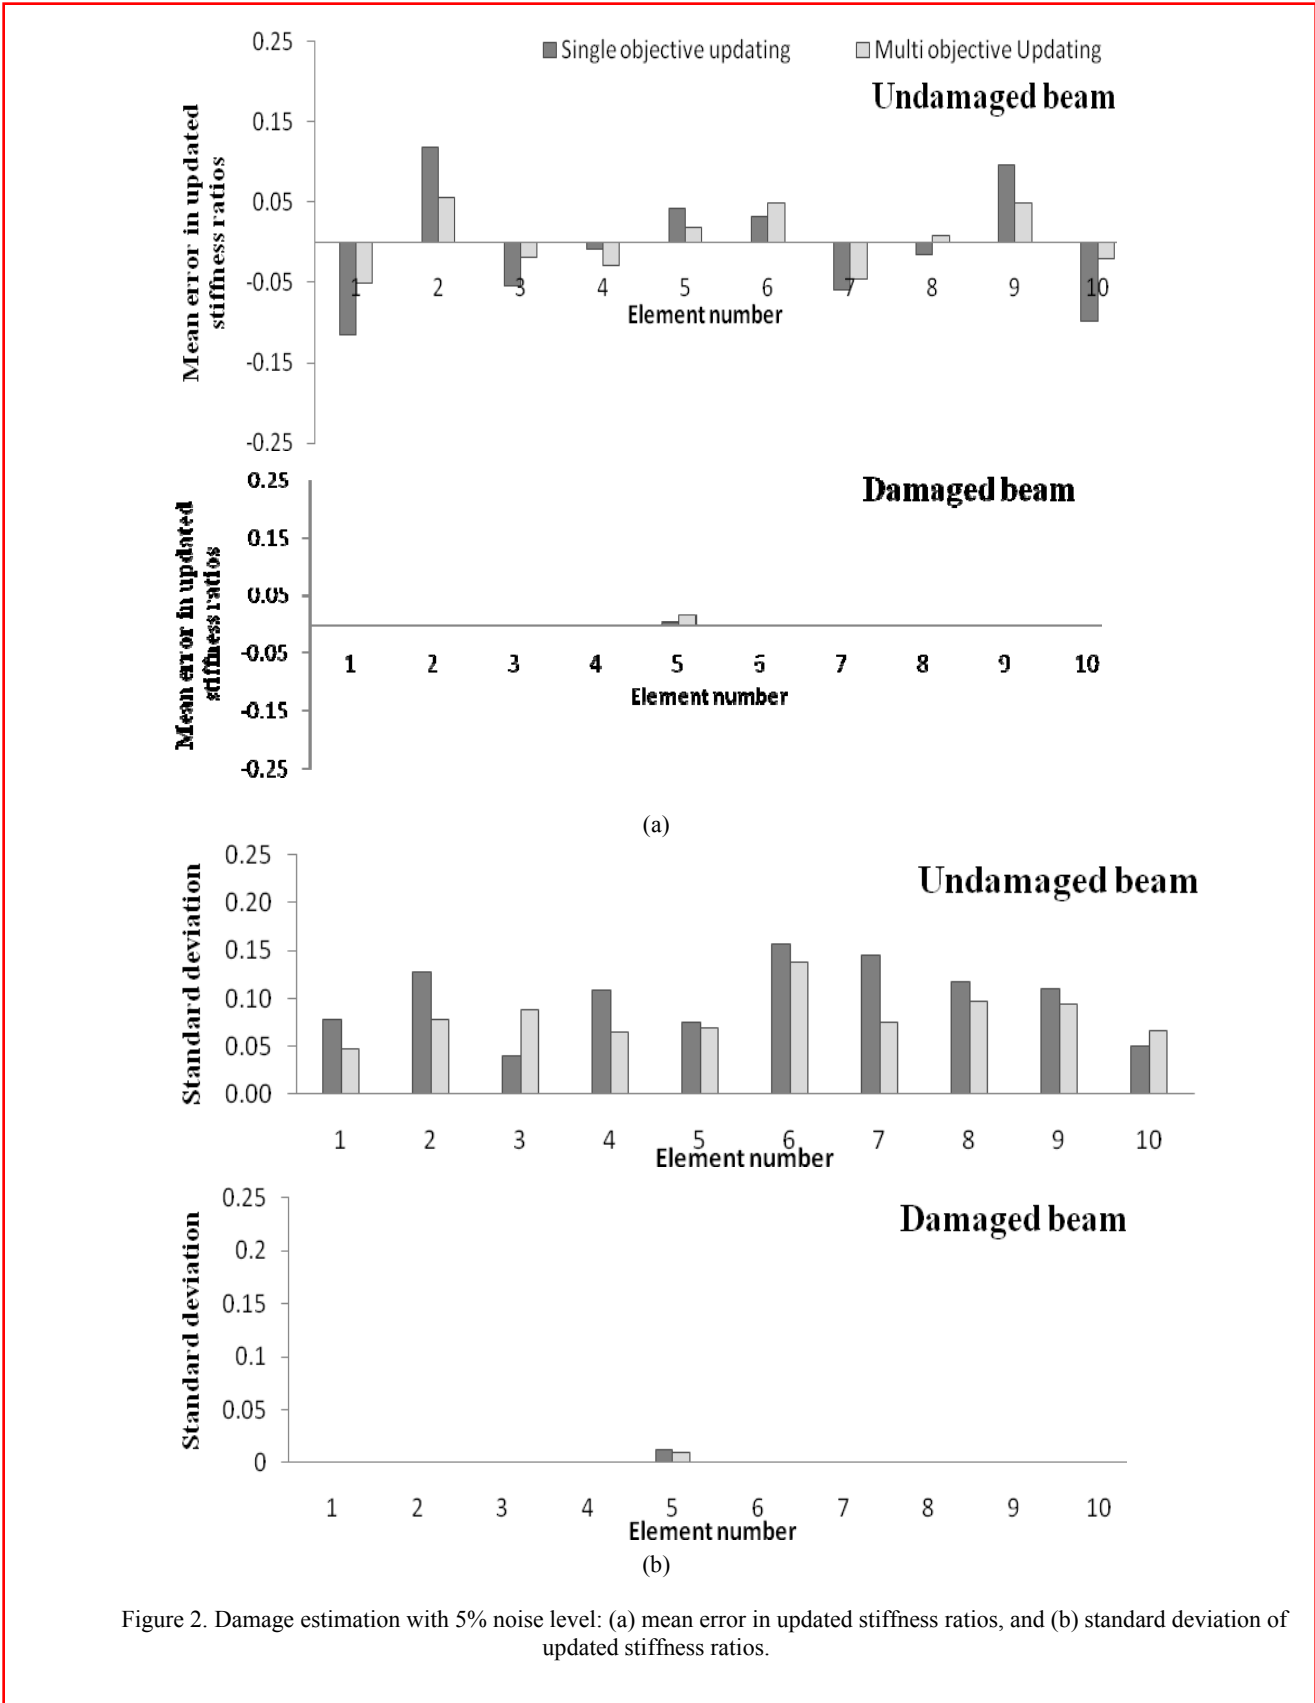 0.25
Single objective updating
Multi objective Updating
Undamaged beam
0.15
0.05
-0.05
-0.15
-0.25
Mean error in updated
stiffness ratios
1 2 3 4 5 6 7 8 9 10
Element number
Damaged beam
0.25
0.15
0.05
-0.05
-0.15
-0.25
Mean error in updated
stiffness ratios
1 2 3 4 5 6 7 8 9 10
Element number
(a)
Undamaged beam
0.25
0.20
0.15
0.10
0.05
0.00
Standard deviation
1 2 3 4 5 6 7 8 9 10
Element number
Damaged beam
0.25
0.2
0.15
0.1
0.05
0
Standard deviation
1 2 3 4 5 6 7 8 9 10
Element number
(b)
Figure 2. Damage estimation with 5% noise level: (a) mean error in updated stiffness ratios, and (b) standard deviation of
updated stiffness ratios.